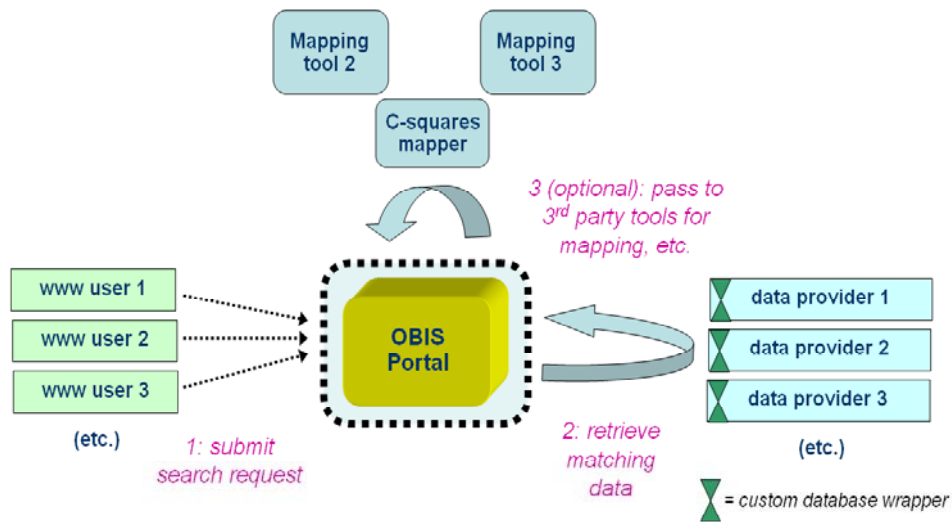 Mapping
tool 2
Mapping
tool 3
C-squares
mapper
3 (optional): pass to
3rd party tools for
mapping, etc.
www user 1
www user 2
www user 3
(etc.)
1: submit
search request
OBIS
Portal
2: retrieve
matching
data
data provider 1
data provider 2
data provider 3
(etc.)
= custom database wrapper